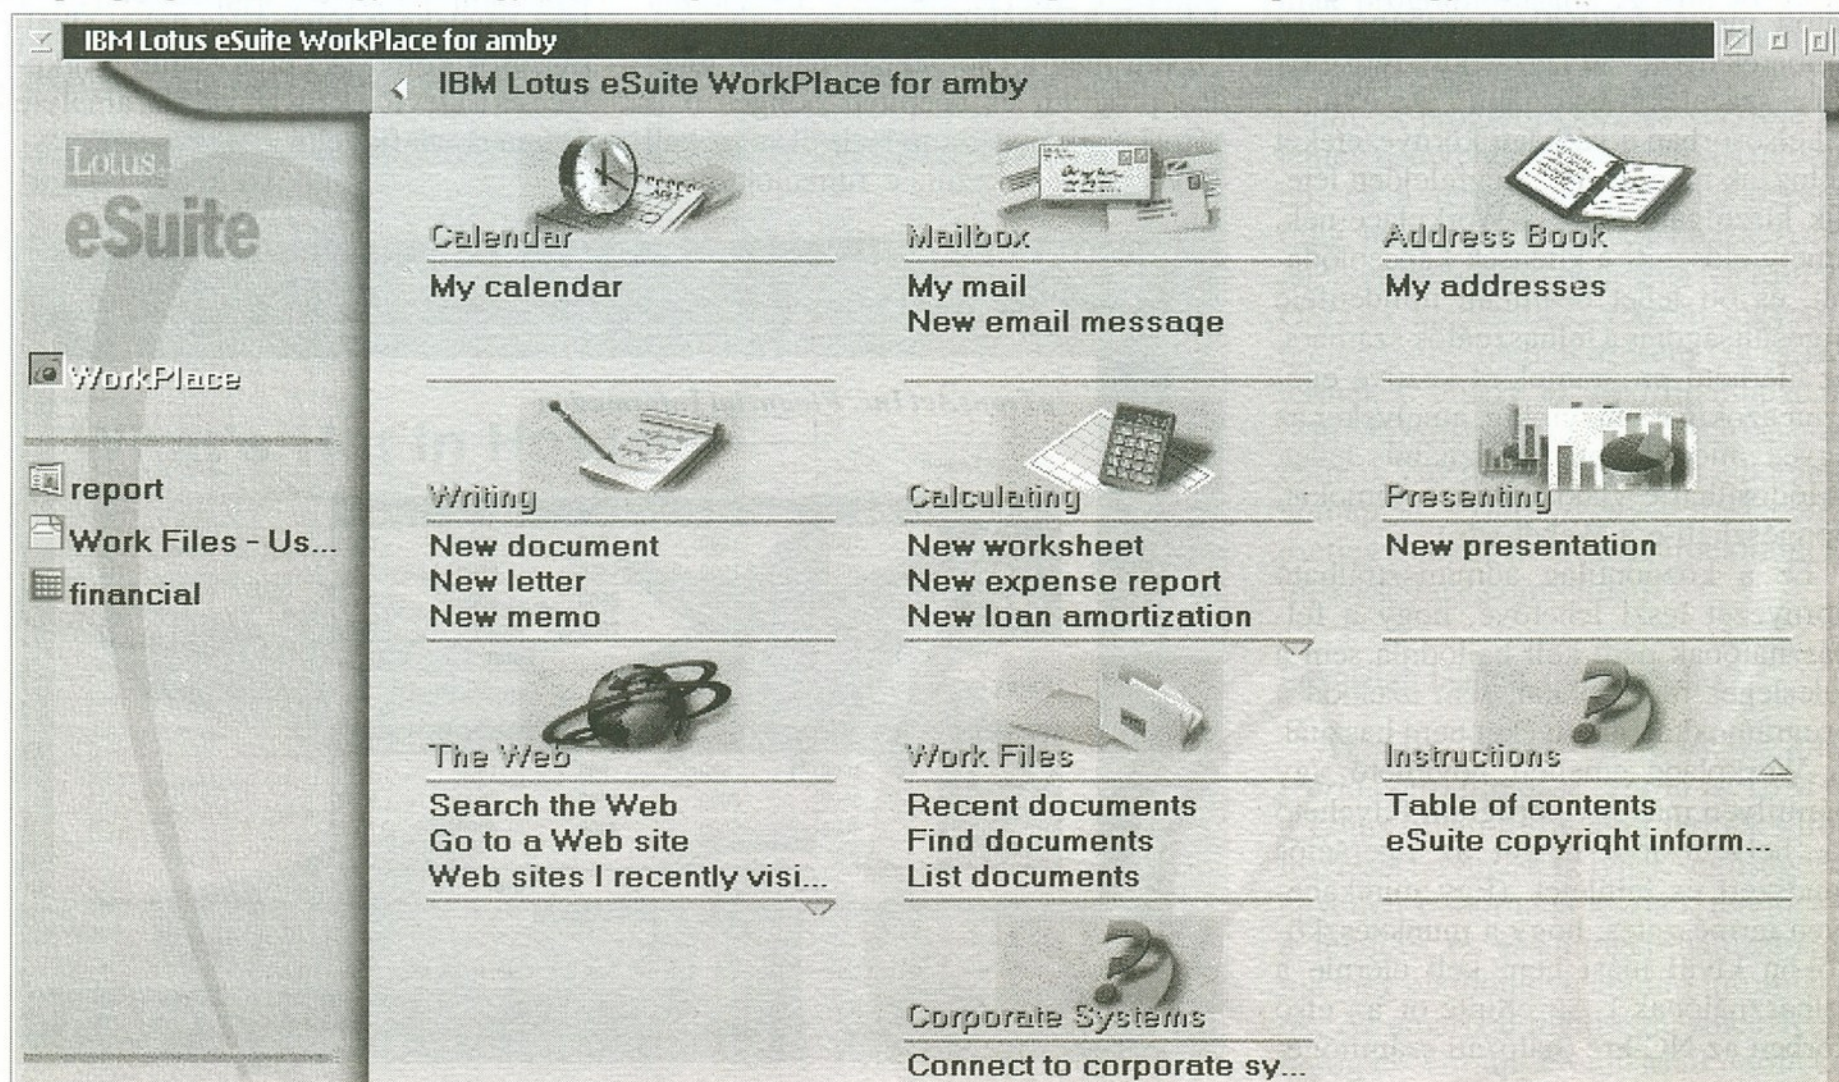 IBM Lotus eSuite WorkPlace for amby
IBM Lotus eSuite WorkPlace for amby
Lotus
eSuite
WorkPlace
report
Work Files - Us...
financial
Calendar
My calendar
Mailbox
My mail
New email message
Address Book
My addresses
Writing
New document
New letter
New memo
Calculating
New worksheet
New expense report
New loan amortization
Presenting
New presentation
The Web
Search the Web
Go to a Web site
Web sites I recently visi...
Work Files
Recent documents
Find documents
List documents
Instructions
Table of contents
eSuite copyright inform...
Corporate Systems
Connect to corporate sy...